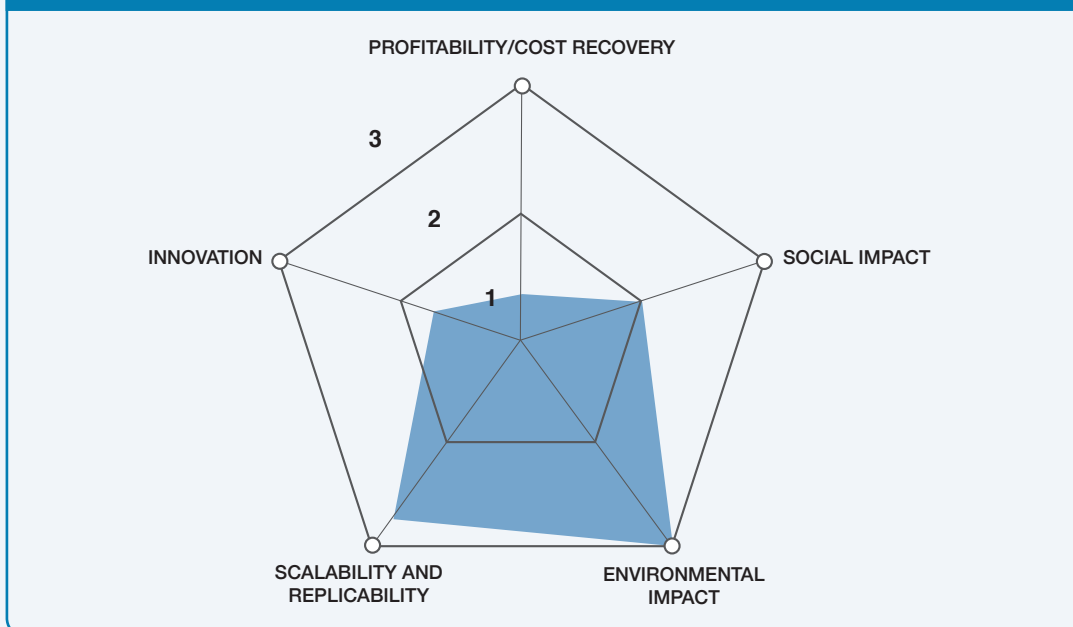 PROFITABILITY/COST RECOVERY
3
2
INNOVATION
SOCIAL IMPACT
1
SCALABILITY AND
REPLICABILITY
ENVIRONMENTAL
IMPACT